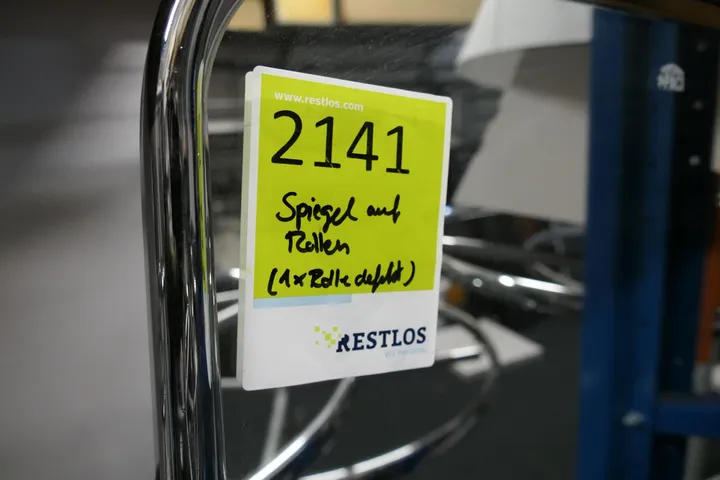 www.restlos.com
2141
Spiegel auf
Rollen
(1x Rolle defekt)
RESTLOS